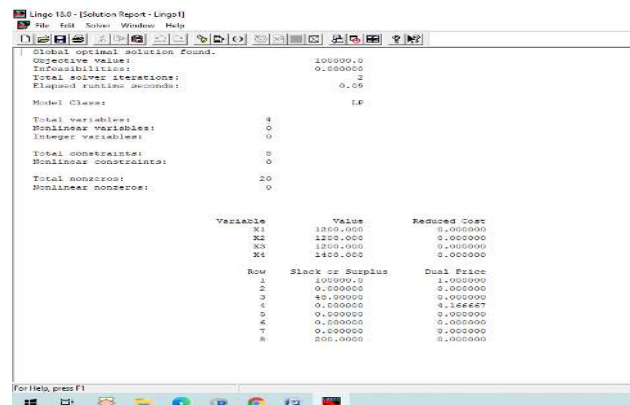 Lingo 18.0 - [Solution Report - Lingo1]
File Edit Solver Window Help
Global optimal solution found.
Objective value: 100000.0
Infeasibilities: 0.000000
Total solver iterations: 2
Elapsed runtime seconds: 0.09
Model Class: LP
Total variables: 4
Nonlinear variables: 0
Integer variables: 0
Total constraints: 8
Nonlinear constraints: 0
Total nonzeros: 20
Nonlinear nonzeros: 0
Variable Value Reduced Cost
X1 1200.000 0.000000
X2 1200.000 0.000000
X3 1200.000 0.000000
X4 1400.000 0.000000
Row Slack or Surplus Dual Price
1 100000.0 1.000000
2 0.000000 0.000000
3 48.00000 0.000000
4 0.000000 4.166667
5 0.000000 0.000000
6 0.000000 0.000000
7 0.000000 0.000000
8 200.0000 0.000000
For Help, press F1